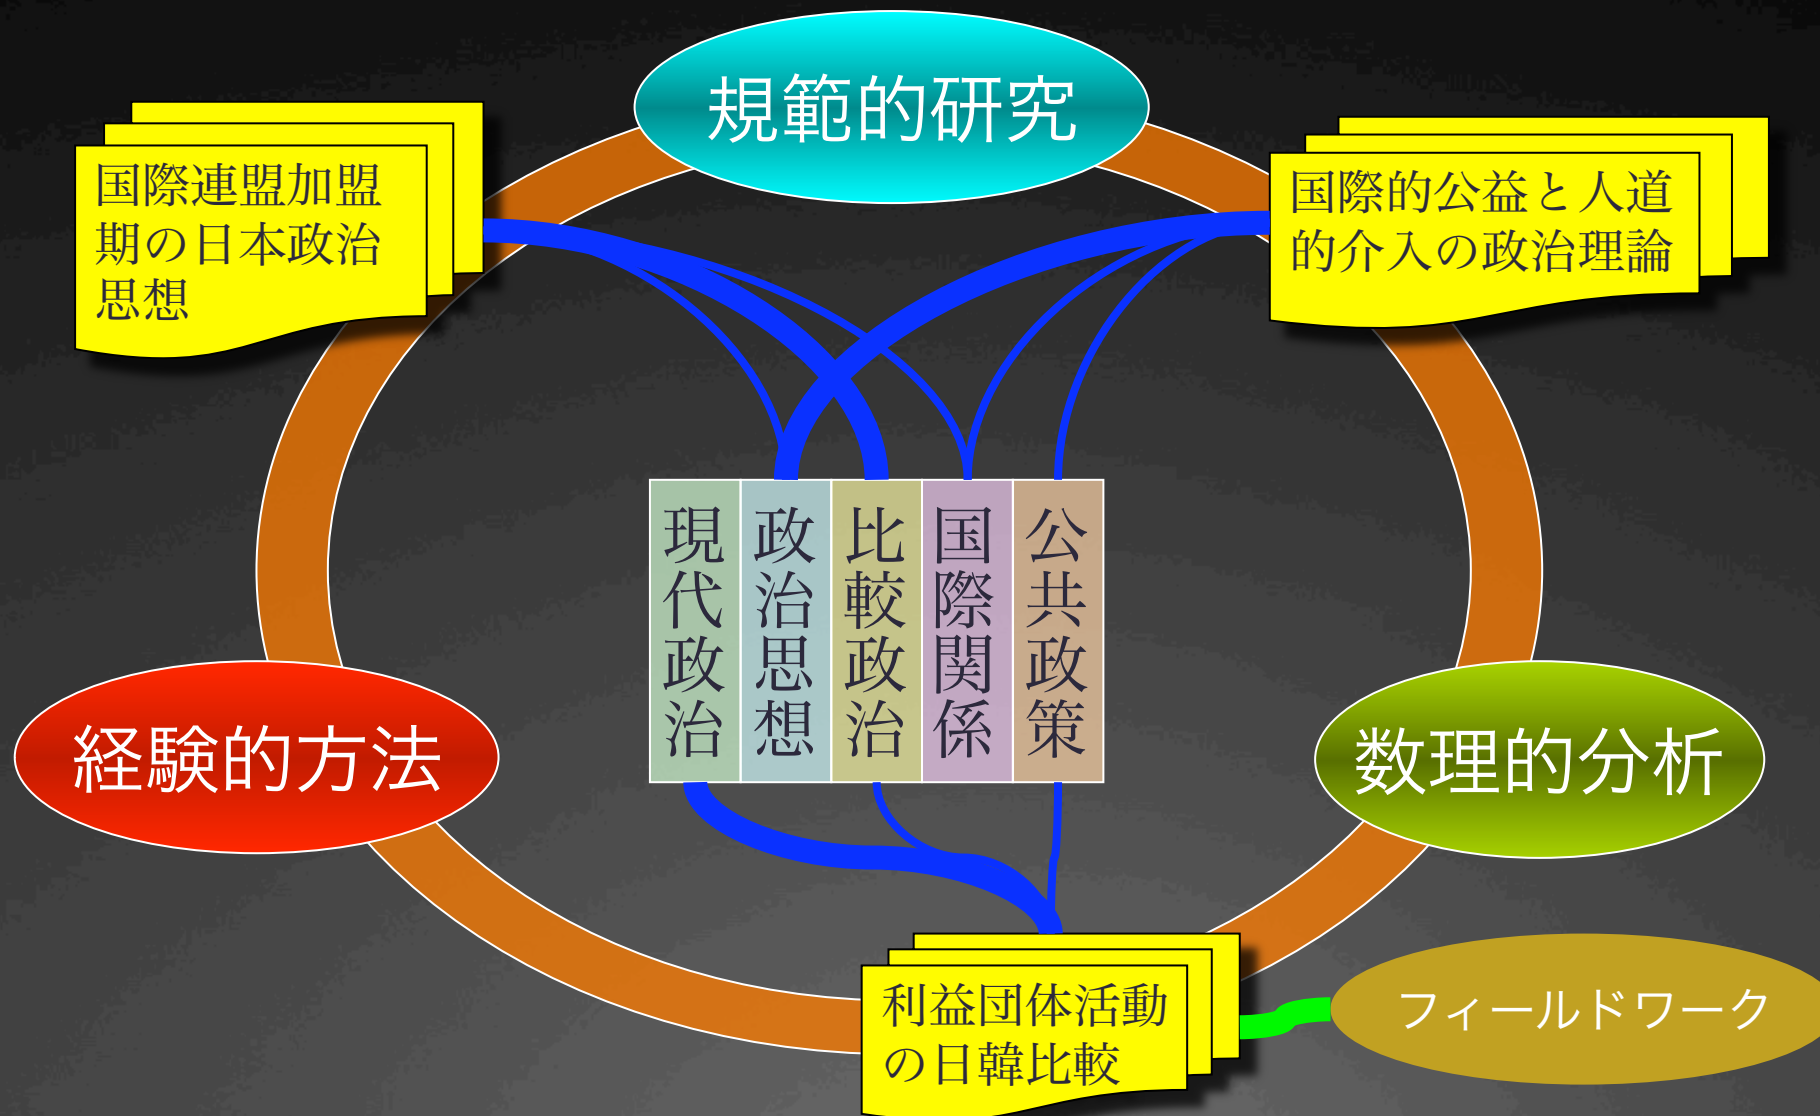 規範的研究
国際連盟加盟
期の日本政治
思想
国際的公益と人道
的介入の政治理論
現代政治
政治思想
比較政治
国際関係
公共政策
経験的方法
数理的分析
利益団体活動
の日韓比較
フィールドワーク